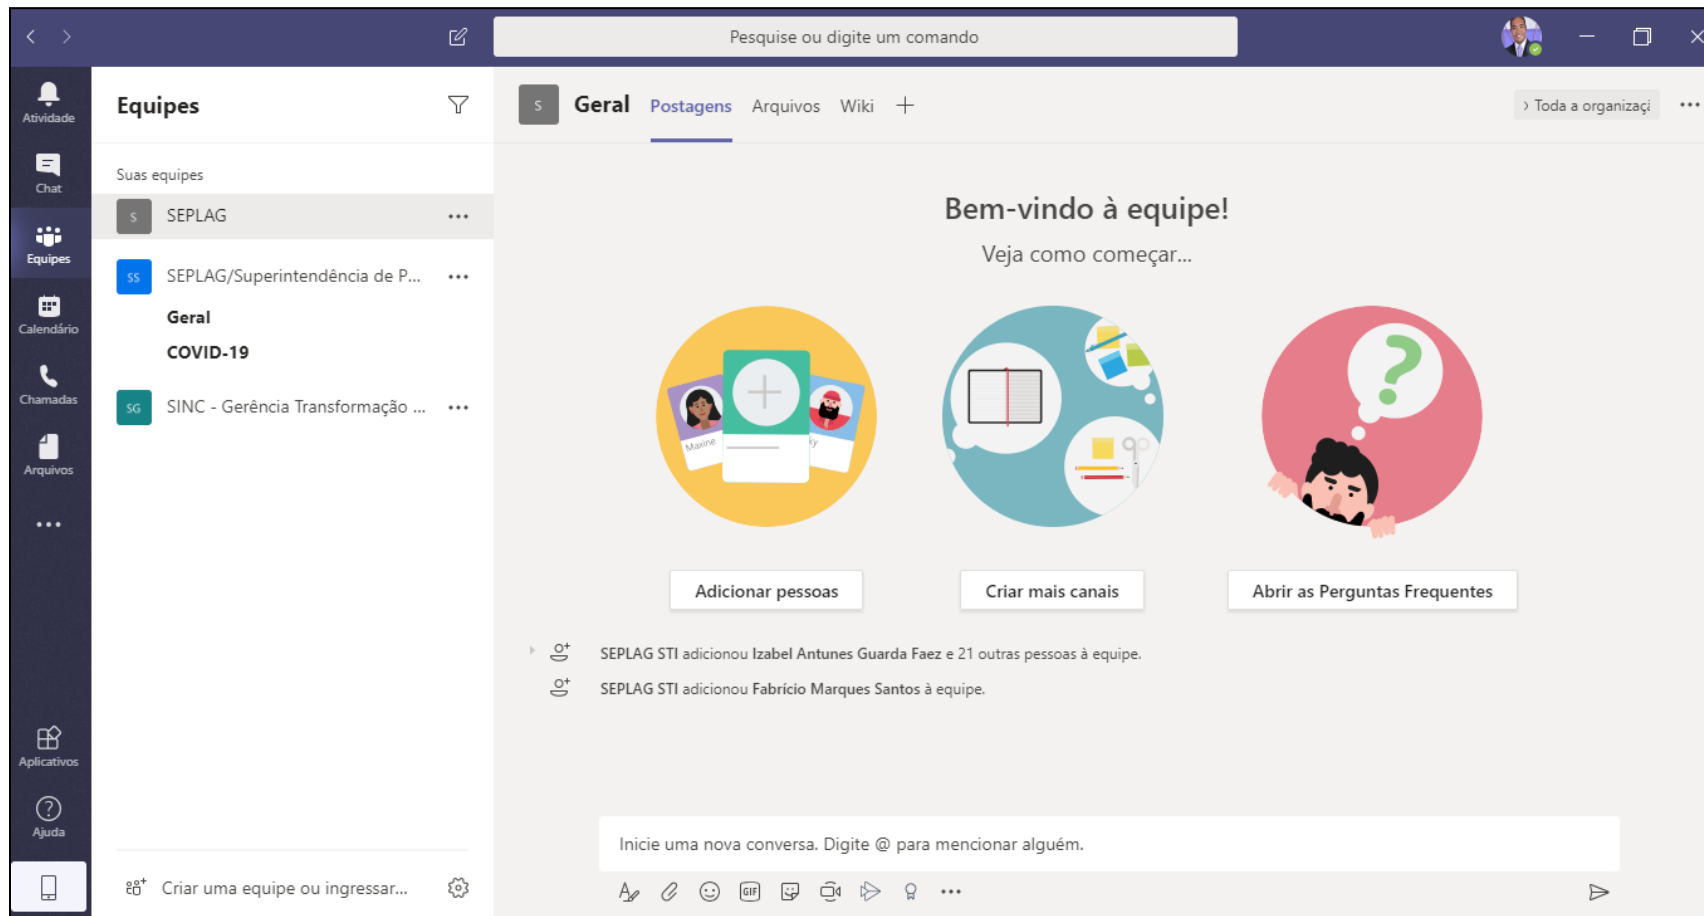 Pesquise ou digite um comando
Atividade
Chat
Equipes
Calendário
Chamadas
Arquivos
Aplicativos
Ajuda
Equipes
Suas equipes
S SEPLAG
SS SEPLAG/Superintendência de P...
Geral
COVID-19
SG SINC - Gerência Transformação ...
Criar uma equipe ou ingressar...
S Geral Postagens Arquivos Wiki
Toda a organizaçã
Bem-vindo à equipe!
Veja como começar...
Maxine
ky
Adicionar pessoas
Criar mais canais
Abrir as Perguntas Frequentes
SEPLAG STI adicionou Izabel Antunes Guarda Faez e 21 outras pessoas à equipe.
SEPLAG STI adicionou Fabrício Marques Santos à equipe.
Inicie uma nova conversa. Digite @ para mencionar alguém.
GIF